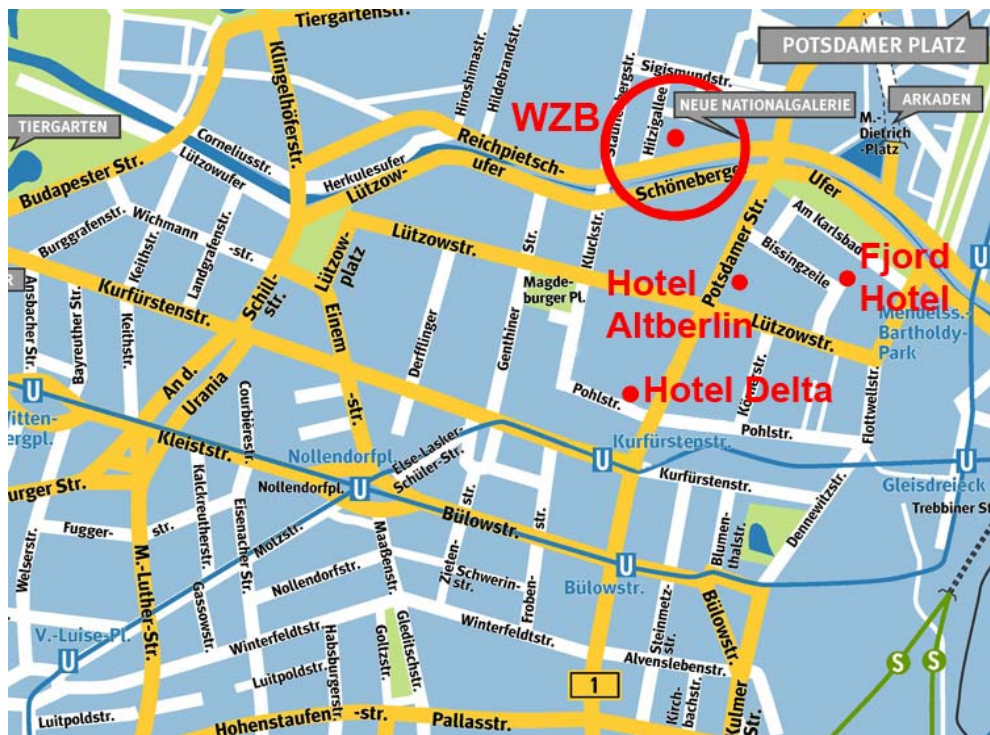 Tiergartenstr.
POTSDAMER PLATZ
Klingelhöferstr.
Hiroshimastr.
Hildebrandstr.
Sigismundstr.
Hitzigallee
NEUE NATIONALGALERIE
ARKADEN
M.-
Dietrich
-Platz
WZB
TIERGARTEN
Budapester Str.
Corneliusstr.
Lützowufer
Herkulesufer
Reichpietsch-
ufer
Schöneberge
Ufer
Lützow-
ufer
Am Karlsbad
Bissingzeile
Burggrafenstr.
Wichmann
-str.
Keithstr.
Landgrafenstr.
Lützow-
platz
Lützowstr.
Str.
Kluckstr.
Potsdamer Str.
Fjord
Hotel
Hotel
Altberlin
Magde-
burger Pl.
Lützowstr.
Mendelss.-
Bartholdy-
Park
U
R
Ansbacher Str.
Bayreuther Str.
Kurfürstenstr.
Keithstr.
Schill-
str.
Einem
-str.
Derfflinger
Genthiner
Hotel Delta
Pohlstr.
Pohlstr.
Flottwellstr.
U
Witten-
ergpl.
An d.
Urania
Courbièrestr.
Kleiststr.
Nollendorfpl.
Nollendorfpl.
U
Else-Lasker-
Schüler-Str.
U
Kurfürstenstr.
Kurfürstenstr.
U
Gleisdreieck
Trebbiner St
Dennewitzstr.
burger Str.
Fugger-
str.
Welserstr.
Kalckreutherstr.
Eisenacher Str.
Motzstr.
Maaßenstr.
Bülowstr.
str.
str.
Zieten-
str.
Schwerin-
str.
Froben-
U
Bülowstr.
Blumen-
thalstr.
Bülowstr.
Steinmetz-
str.
M.-Luther-Str.
Gassowstr.
Nollendorfstr.
Winterfeldtstr.
Winterfeldtstr.
Alvenslebenstr.
V.-Luise-Pl.
U
Luitpoldstr.
Luitpoldstr.
Habsburgerstr.
Goltzstr.
Gleditschstr.
Hohenstaufen
-str.
Pallasstr.
1
Kirch-
bachstr.
Kulmer
Str.
S
S